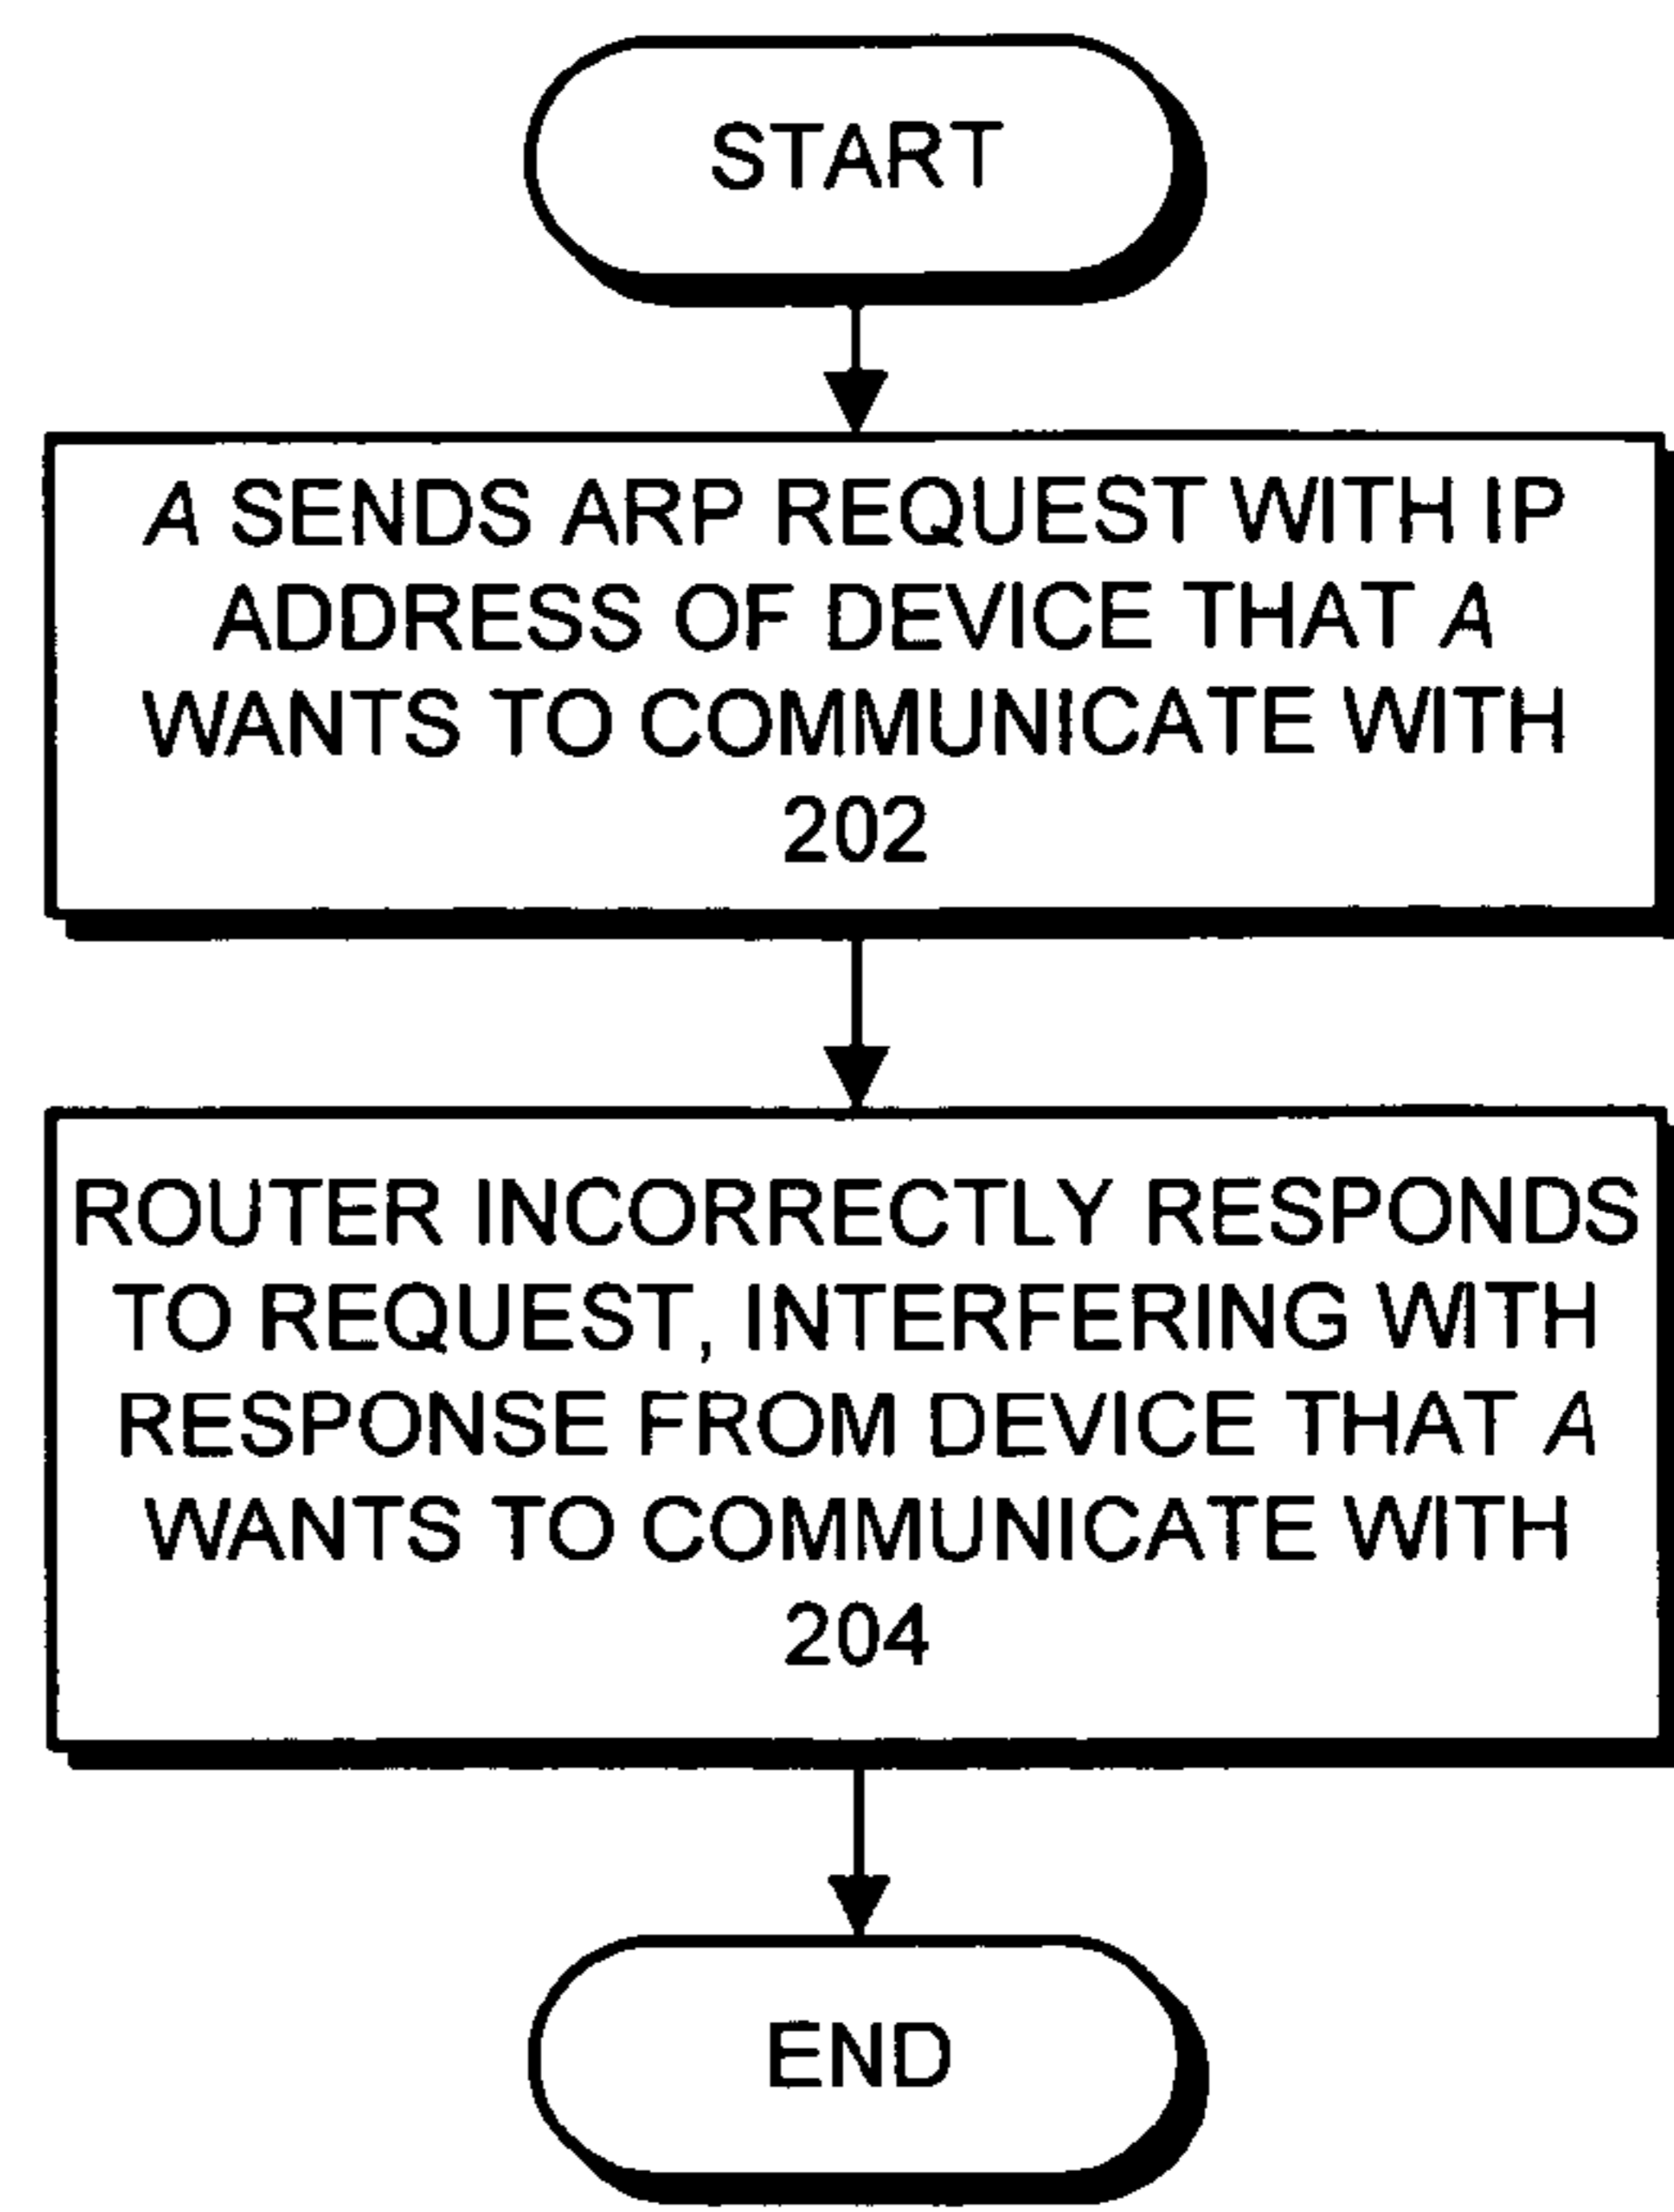 START
A SENDS ARP REQUEST WITH IP
ADDRESS OF DEVICE THAT A
WANTS TO COMMUNICATE WITH
202
ROUTER INCORRECTLY RESPONDS
TO REQUEST, INTERFERING WITH
RESPONSE FROM DEVICE THAT A
WANTS TO COMMUNICATE WITH
204
END